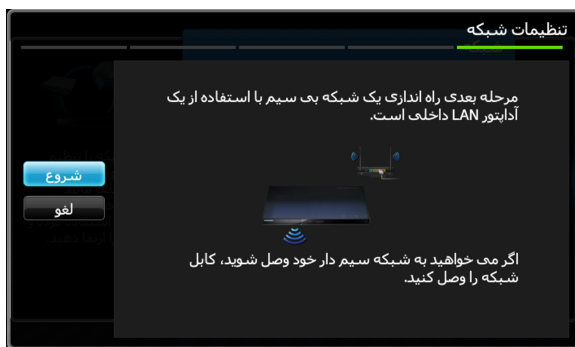 تنظیمات شبکه
شبکه
مرحله بعدی راه اندازی یک شبکه بی سیم با استفاده از یک
آداپتور LAN داخلی است.
شروع
لغو
اگر می خواهید به شبکه سیم دار خود وصل شوید، کابل
شبکه را وصل کنید.